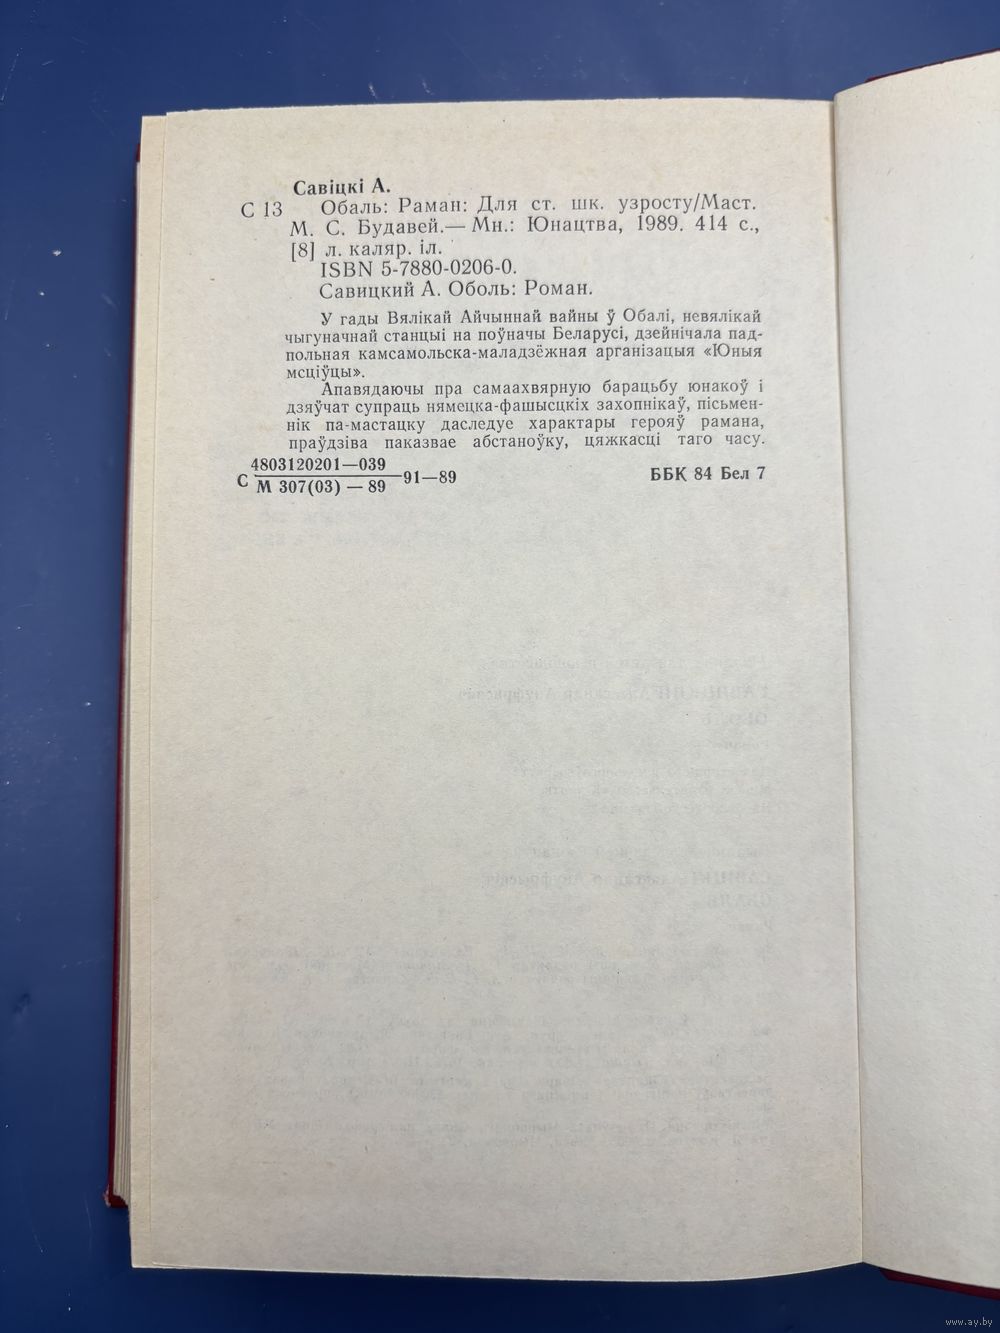 Савіцкі А.
С 13 Обаль: Раман: Для ст. шк. узросту/Маст.
М. С. Будавей.— Мн.: Юнацтва, 1989. 414 с.,
[8] л. каляр. іл.
ISBN 5-7880-0206-0.
Савицкий А. Оболь: Роман.
У гады Вялікай Айчыннай вайны ў Обалі, невялікай
чыгуначнай станцыі на поўначы Беларусі, дзейнічала пад-
польная камсамольска-маладзёжная арганізацыя «Юныя
мсціўцы».
Апавядаючы пра самаахвярную барацьбу юнакоў і
дзяўчат супраць нямецка-фашысцкіх захопнікаў, пісьмен-
нік па-мастацку даследуе характары герояў рамана,
праўдзіва паказвае абстаноўку, цяжкасці таго часу.
С 4803120201—039
М 307(03) — 89 91—89 ББК 84 Бел 7
www.ay.by